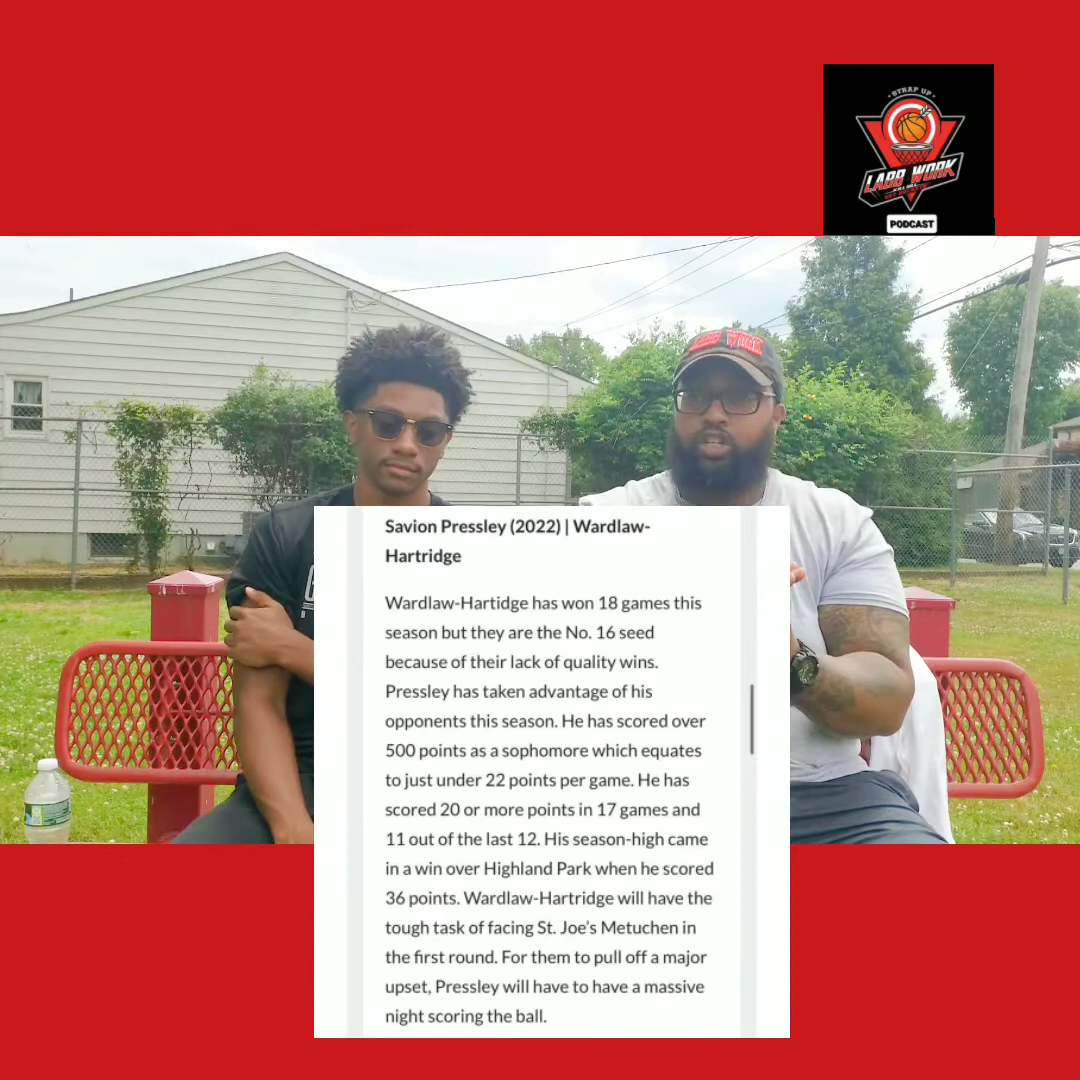 • STRAP UP •
LABB WORK
PODCAST
LABB WORK
Savion Pressley (2022) | Wardlaw-
Hartridge
Wardlaw-Hartidge has won 18 games this
season but they are the No. 16 seed
because of their lack of quality wins.
Pressley has taken advantage of his
opponents this season. He has scored over
500 points as a sophomore which equates
to just under 22 points per game. He has
scored 20 or more points in 17 games and
11 out of the last 12. His season-high came
in a win over Highland Park when he scored
36 points. Wardlaw-Hartridge will have the
tough task of facing St. Joe’s Metuchen in
the first round. For them to pull off a major
upset, Pressley will have to have a massive
night scoring the ball.